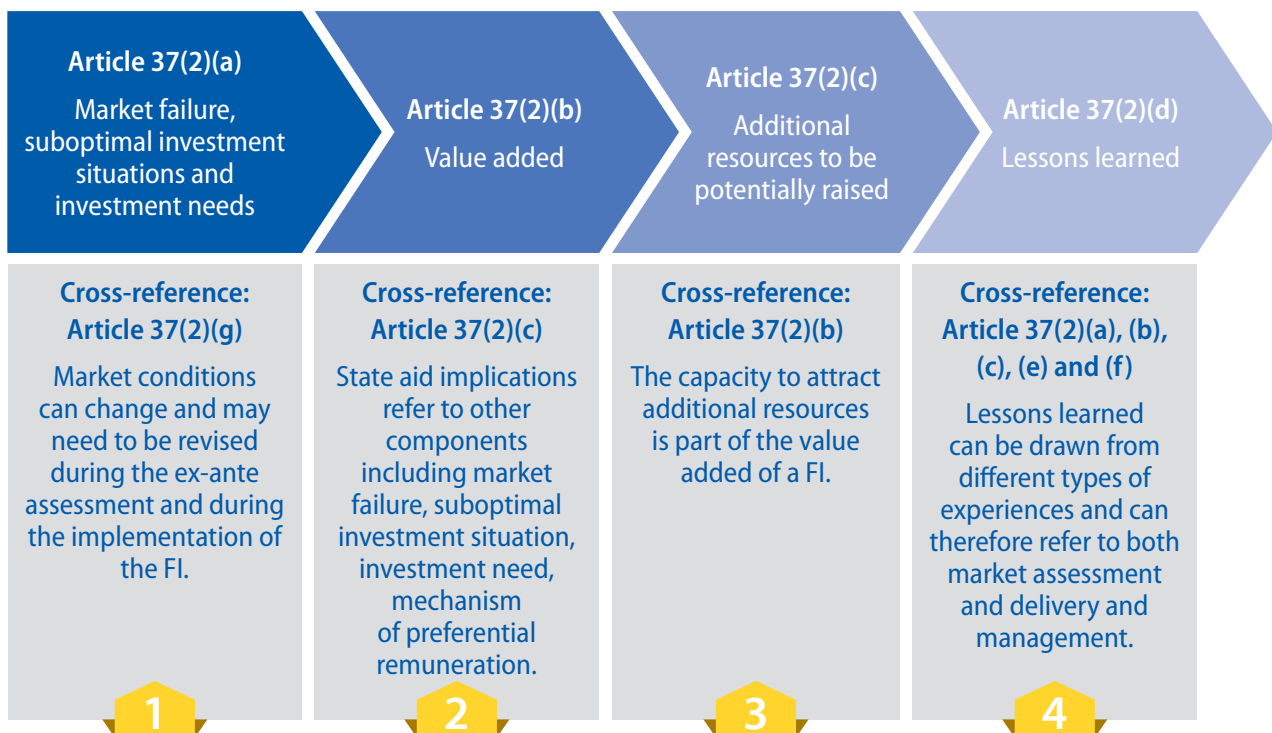 Article 37(2)(a)
Market failure,
suboptimal investment
situations and
investment needs
Article 37(2)(b)
Value added
Article 37(2)(c)
Additional
resources to be
potentially raised
Article 37(2)(d)
Lessons learned
Cross-reference:
Article 37(2)(g)
Market conditions
can change and may
need to be revised
during the ex-ante
assessment and during
the implementation of
the FI.
1
Cross-reference:
Article 37(2)(c)
State aid implications
refer to other
components
including market
failure, suboptimal
investment situation,
investment need,
mechanism
of preferential
remuneration.
2
Cross-reference:
Article 37(2)(b)
The capacity to attract
additional resources
is part of the value
added of a FI.
3
Cross-reference:
Article 37(2)(a), (b),
(c), (e) and (f)
Lessons learned
can be drawn from
different types of
experiences and can
therefore refer to both
market assessment
and delivery and
management.
4